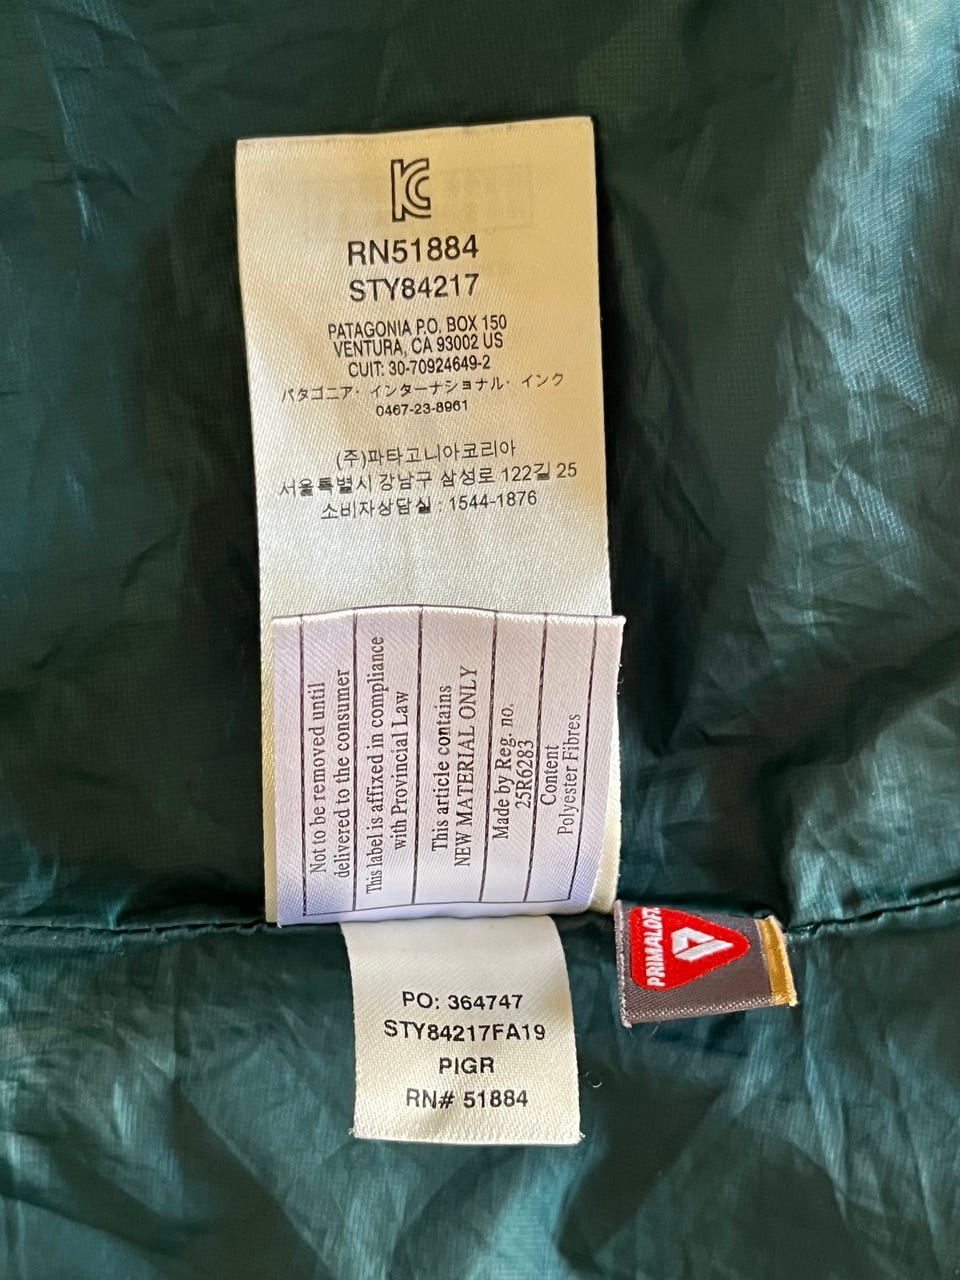 KC
RN51884
STY84217
PATAGONIA P.O. BOX 150
VENTURA, CA 93002 US
CUIT: 30-70924649-2
パタゴニア・インターナショナル・インク
0467-23-8961
(주)파타고니아코리아
서울특별시 강남구 삼성로 122길 25
소비자상담실 : 1544-1876
Not to be removed until
delivered to the consumer
This label is affixed in compliance
with Provincial Law
This article contains
NEW MATERIAL ONLY
Made by Reg. no.
25R6283
Content
Polyester Fibres
PRIMALOFT
PO: 364747
STY84217FA19
PIGR
RN# 51884